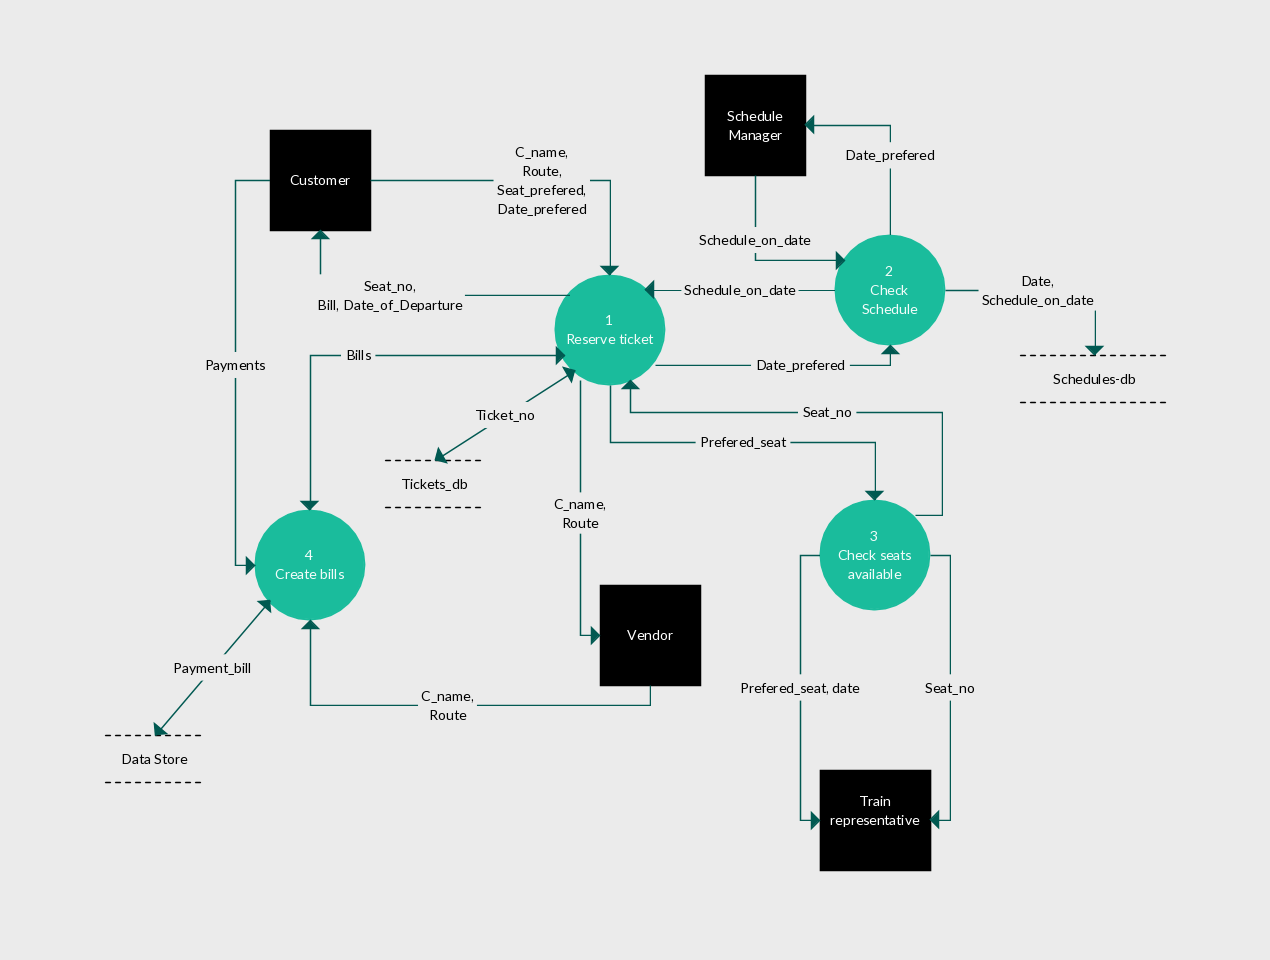 Schedule
Manager
Customer
C_name,
Route,
Seat_prefered,
Date_prefered
Date_prefered
Schedule_on_date
2
Check
Schedule
Date,
Schedule_on_date
Seat_no,
Bill, Date_of_Departure
Schedule_on_date
1
Reserve ticket
Payments
Bills
Date_prefered
Schedules-db
Ticket_no
Seat_no
Prefered_seat
Tickets_db
C_name,
Route
3
Check seats
available
4
Create bills
Vendor
Payment_bill
Prefered_seat, date
Seat_no
C_name,
Route
Data Store
Train
representative